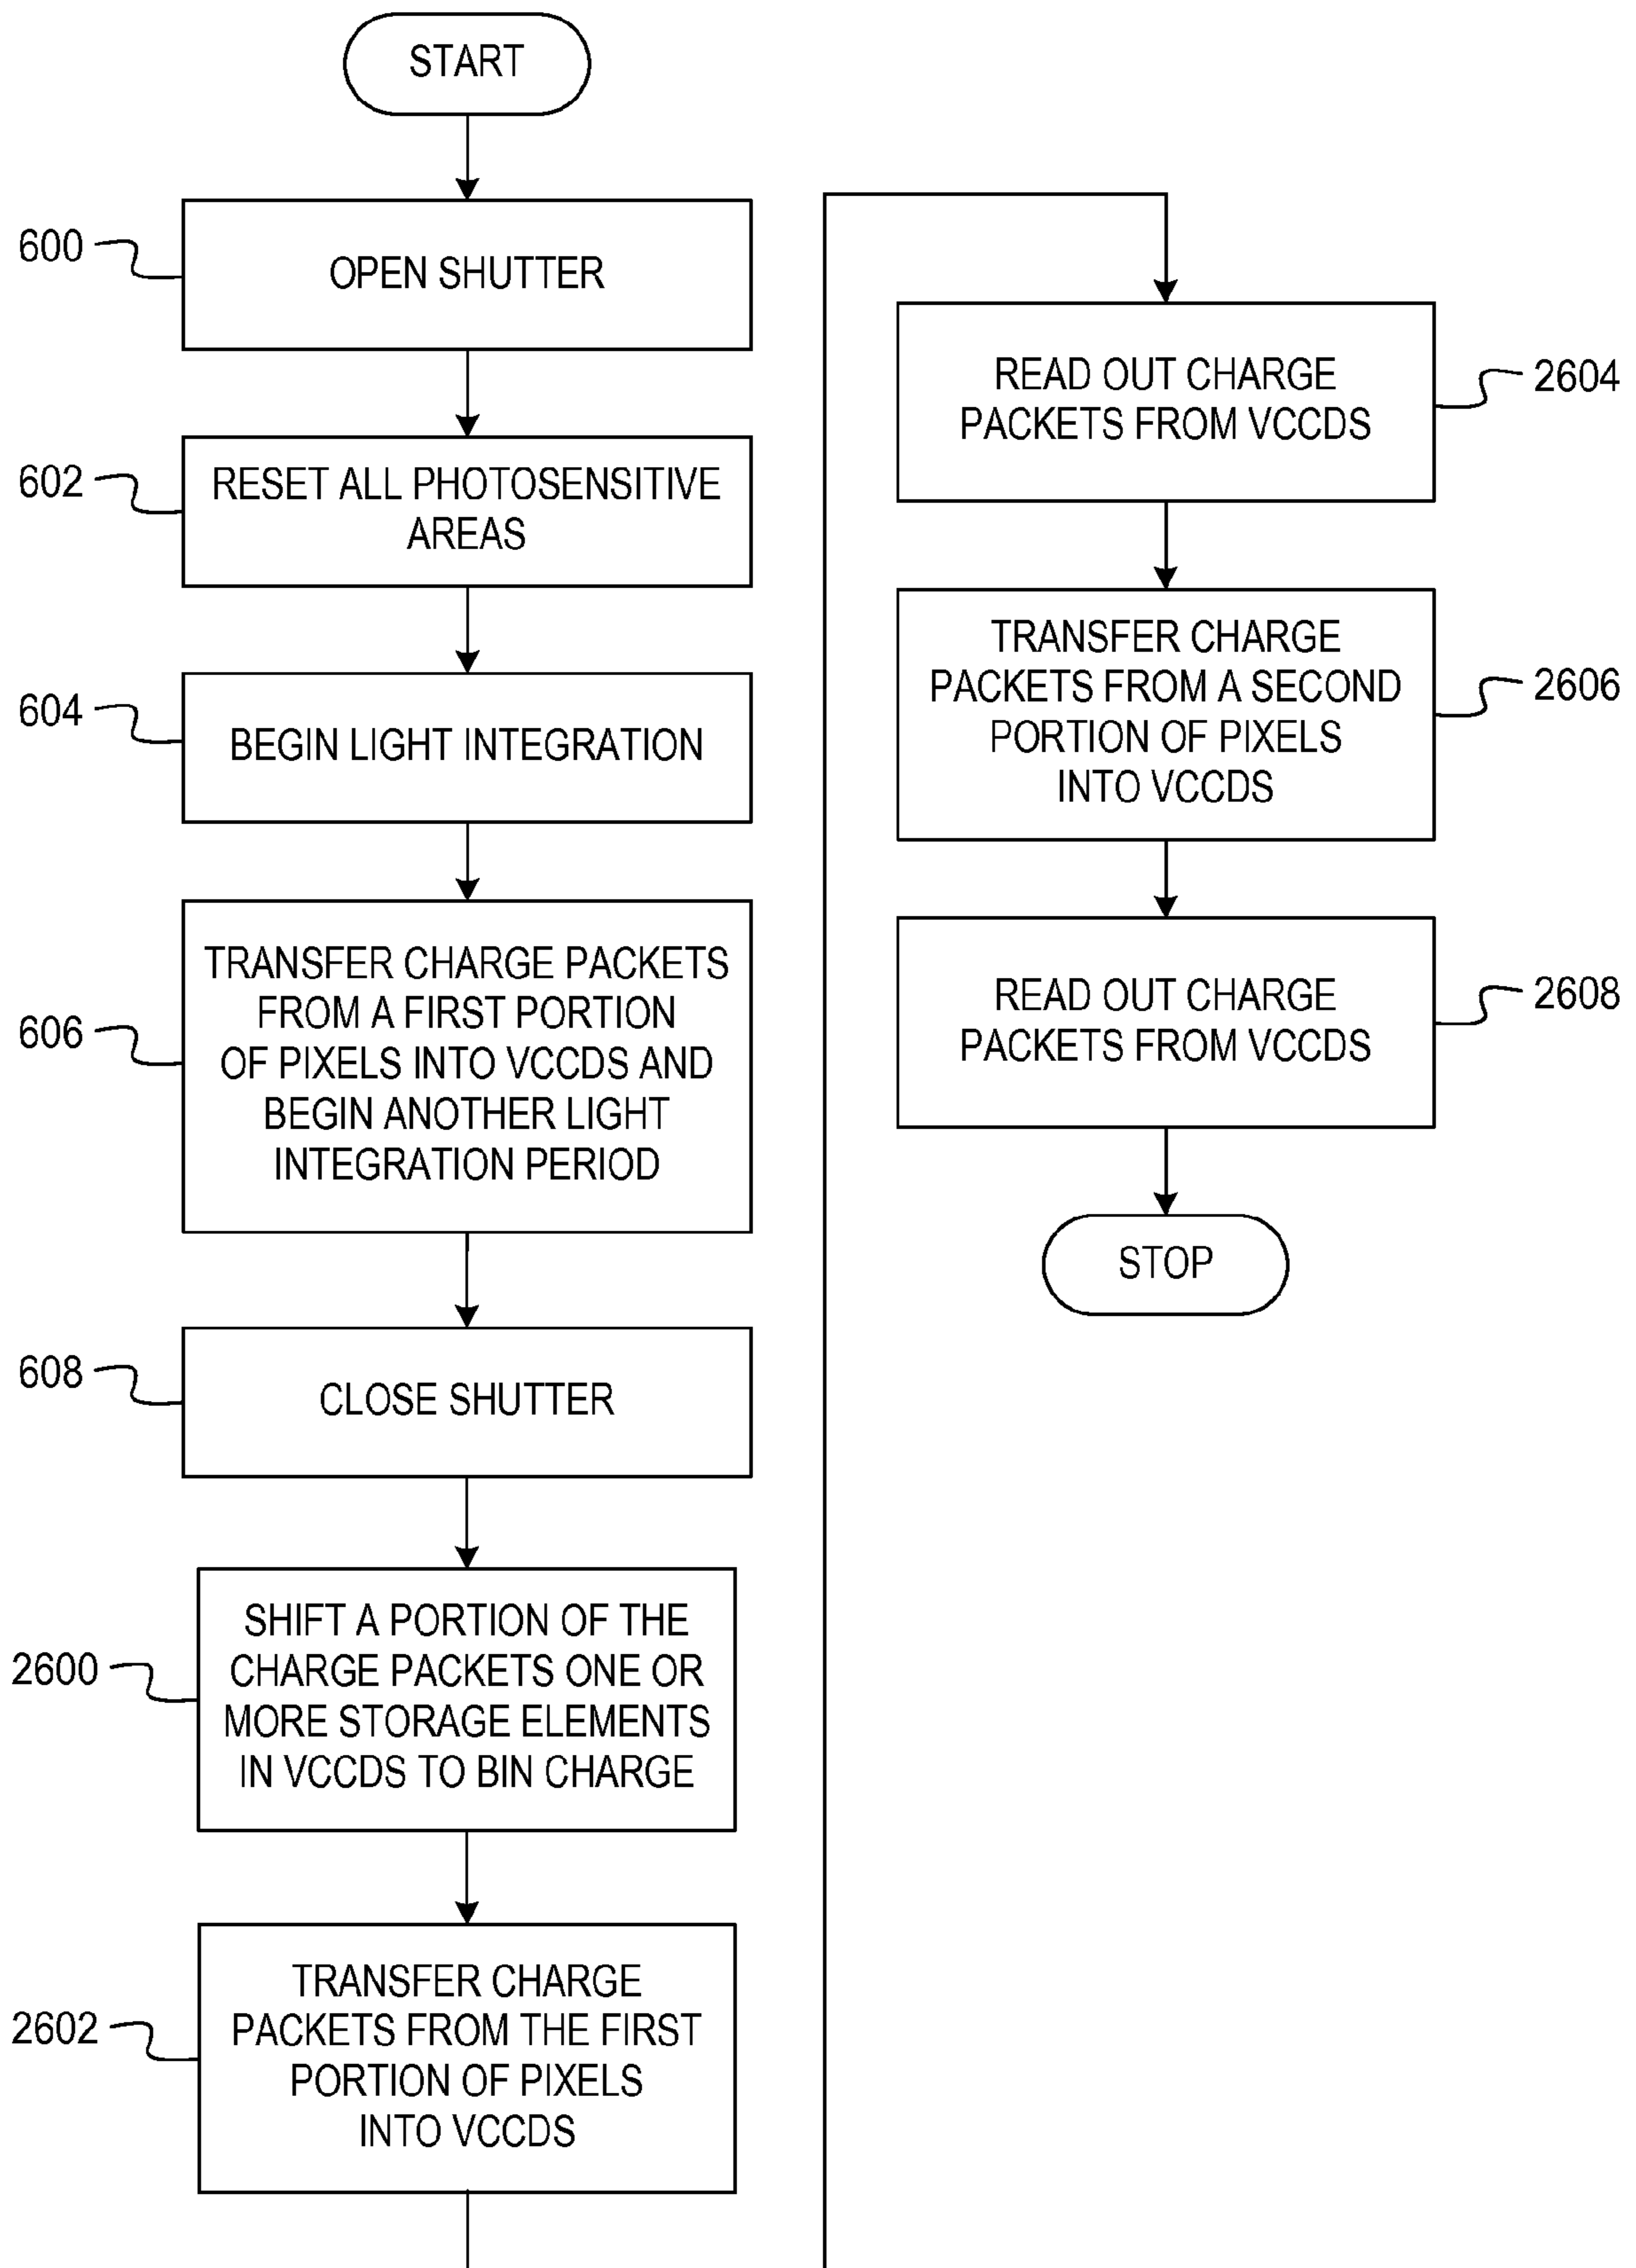 START
600
OPEN SHUTTER
602
RESET ALL PHOTOSENSITIVE
AREAS
604
BEGIN LIGHT INTEGRATION
606
TRANSFER CHARGE PACKETS
FROM A FIRST PORTION
OF PIXELS INTO VCCDS AND
BEGIN ANOTHER LIGHT
INTEGRATION PERIOD
608
CLOSE SHUTTER
2600
SHIFT A PORTION OF THE
CHARGE PACKETS ONE OR
MORE STORAGE ELEMENTS
IN VCCDS TO BIN CHARGE
2602
TRANSFER CHARGE
PACKETS FROM THE FIRST
PORTION OF PIXELS
INTO VCCDS
READ OUT CHARGE
PACKETS FROM VCCDS
2604
TRANSFER CHARGE
PACKETS FROM A SECOND
PORTION OF PIXELS
INTO VCCDS
2606
READ OUT CHARGE
PACKETS FROM VCCDS
2608
STOP